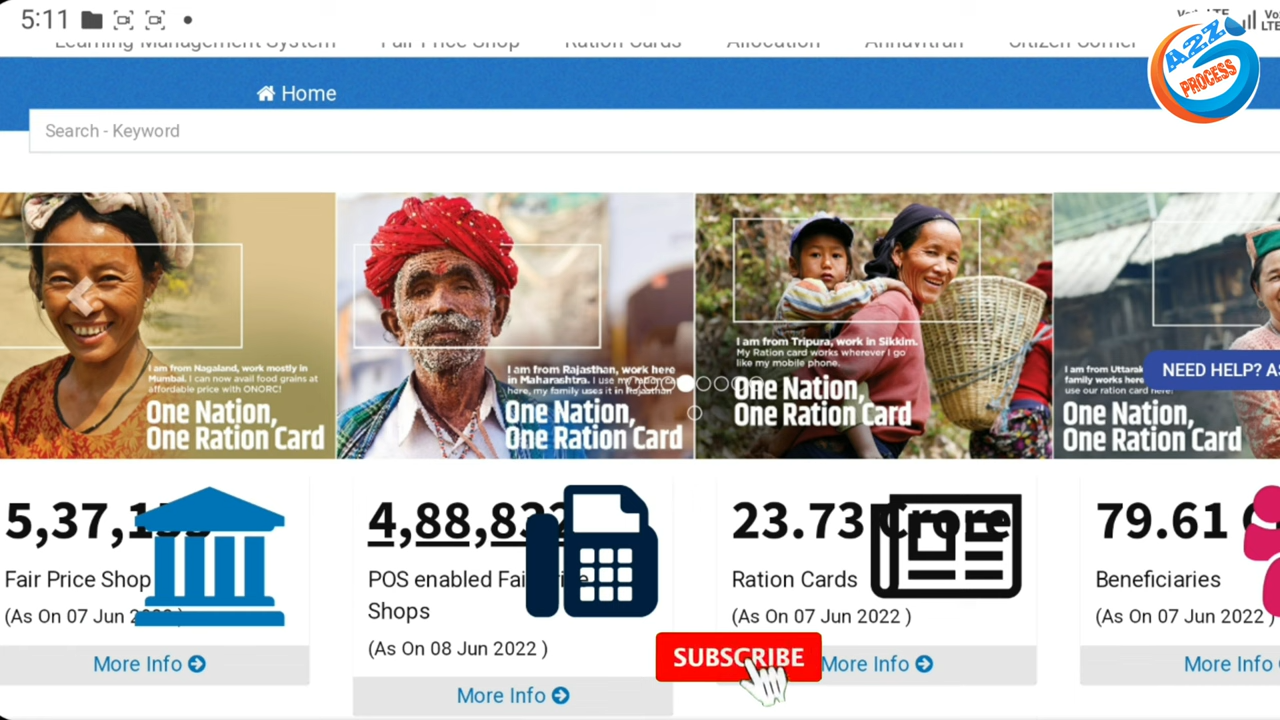 5:11
Learning Management System Fair Price Shop Ration Cards Allocation Annavitran Citizen Corner
A2Z
PROCESS
Home
Search - Keyword
I am from Nagaland, work mostly in
Mumbai. I can now avail food grains at
affordable price with ONORC!
One Nation,
One Ration Card
I am from Rajasthan, work here
in Maharashtra. I use my ration
here, my family uses it in Rajasthan
One Nation,
One Ration Card
I am from Tripura, work in Sikkim.
My Ration card works wherever I go
like my mobile phone.
One Nation,
One Ration Card
I am from
family works here
use our ration card here!
One Nation,
One Ration Card
NEED HELP?
5,37,1
Fair Price Shop
(As On 07 Jun
More Info
4,88,83
POS enabled
Shops
(As On 08 Jun 2022 )
More Info
23.73 Crore
Ration Cards
(As On 07 Jun 2022 )
More Info
79.61
Beneficiaries
(As On 07 Jun 2022 )
More Info
SUBSCRIBE